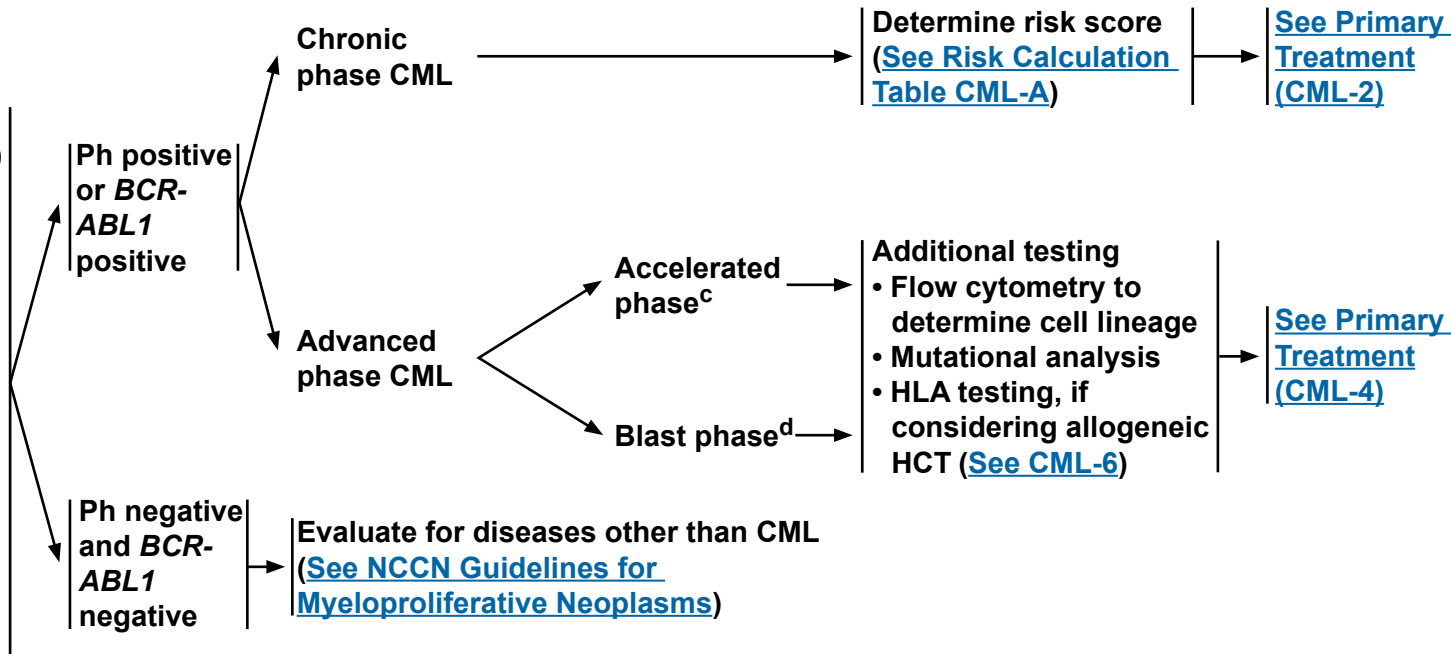 Chronic
phase CML
Determine risk score
(See Risk Calculation
Table CML-A)
See Primary
Treatment
(CML-2)
)
Ph positive
or BCR-
ABL1
positive
Advanced
phase CML
Accelerated
phasec
Blast phased
Additional testing
• Flow cytometry to
determine cell lineage
• Mutational analysis
• HLA testing, if
considering allogeneic
HCT (See CML-6)
See Primary
Treatment
(CML-4)
Ph negative
and BCR-
ABL1
negative
Evaluate for diseases other than CML
(See NCCN Guidelines for
Myeloproliferative Neoplasms)